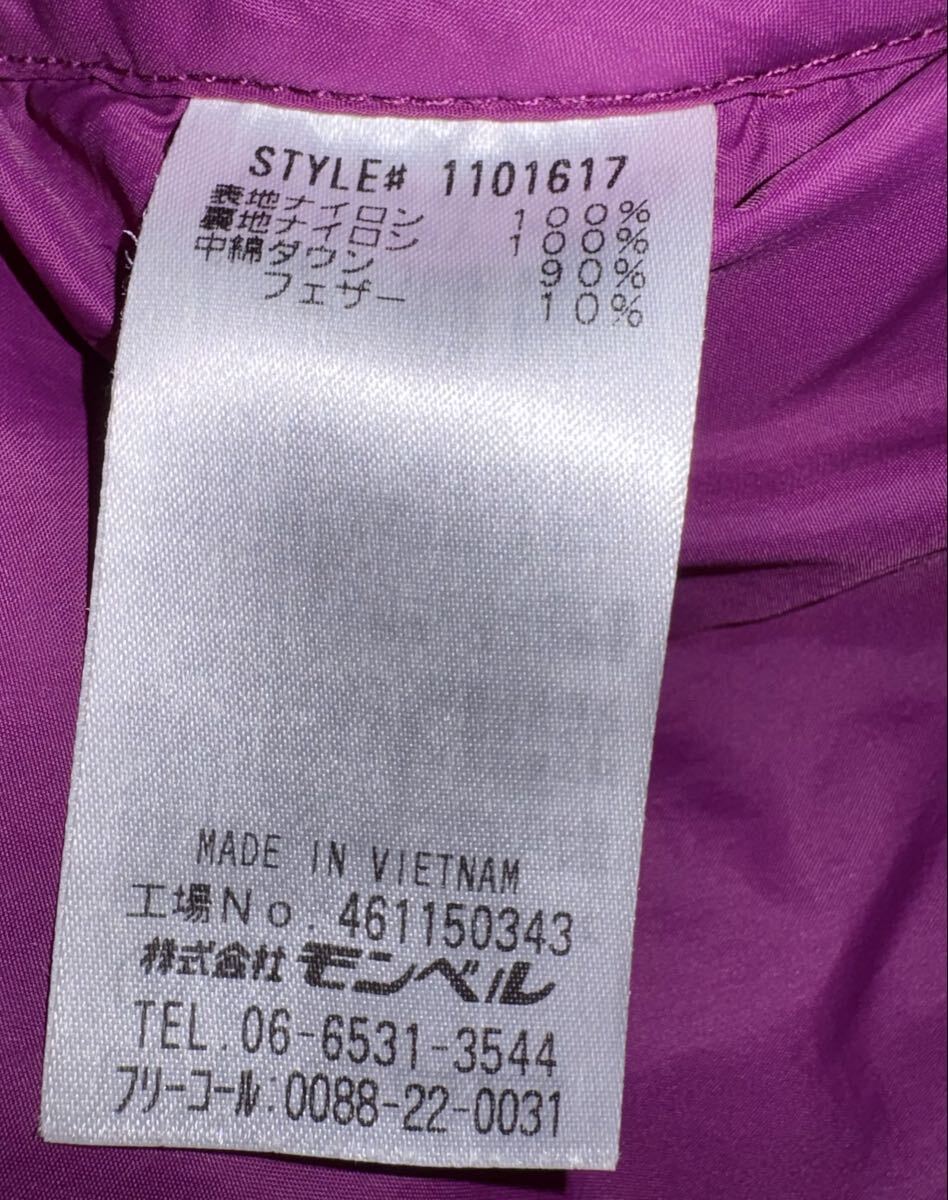 STYLE# 1101617
表地ナイロン 100%
裏地ナイロン 100%
中綿ダウン 90%
フェザー 10%
MADE IN VIETNAM
工場No. 461150343
株式会社モンベル
TEL. 06-6531-3544
フリーコール:0088-22-0031